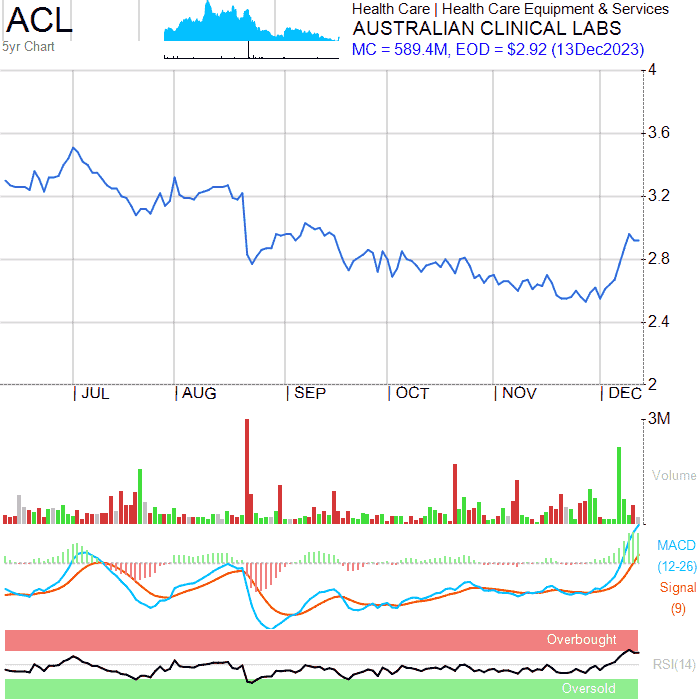 ACL
5yr Chart
Health Care | Health Care Equipment & Services
AUSTRALIAN CLINICAL LABS
MC = 589.4M, EOD = $2.92 (13Dec2023)
4
3.6
3.2
2.8
2.4
2
| JUL | AUG | SEP | OCT | NOV | DEC
3M
Volume
MACD
(12-26)
Signal
(9)
Overbought
RSI(14)
Oversold